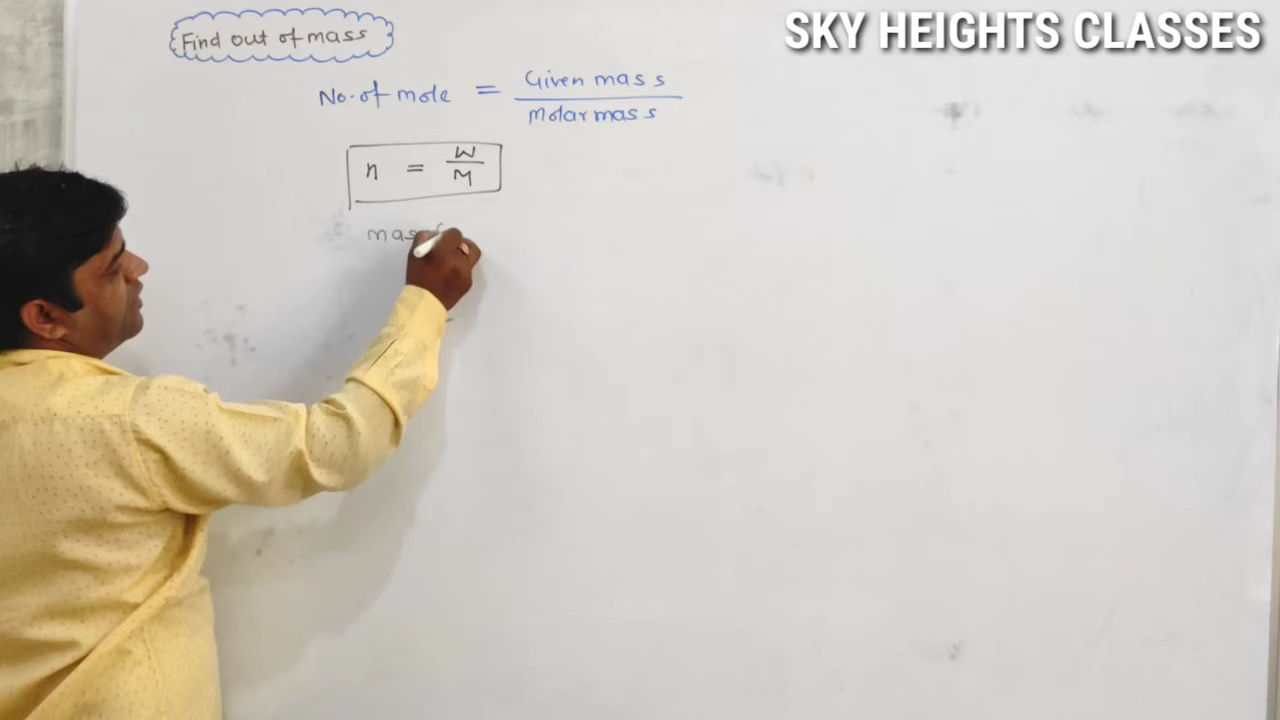 SKY HEIGHTS CLASSES
Find out of mass
No. of mole = Given mass / Molar mass
n = W / M